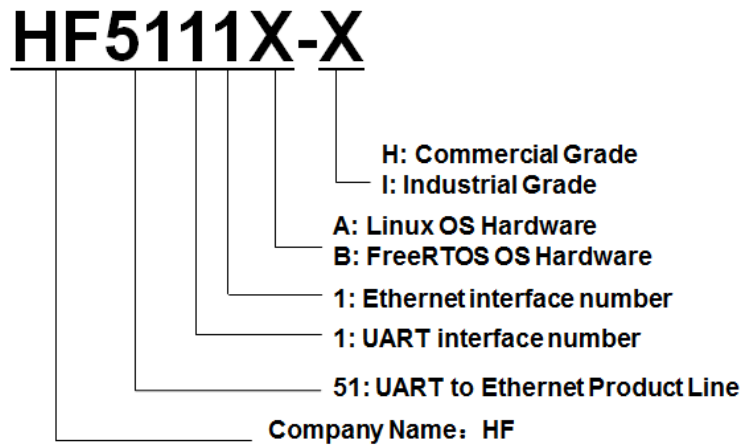 HF5111X-X
H: Commercial Grade
I: Industrial Grade
A: Linux OS Hardware
B: FreeRTOS OS Hardware
1: Ethernet interface number
1: UART interface number
51: UART to Ethernet Product Line
Company Name：HF